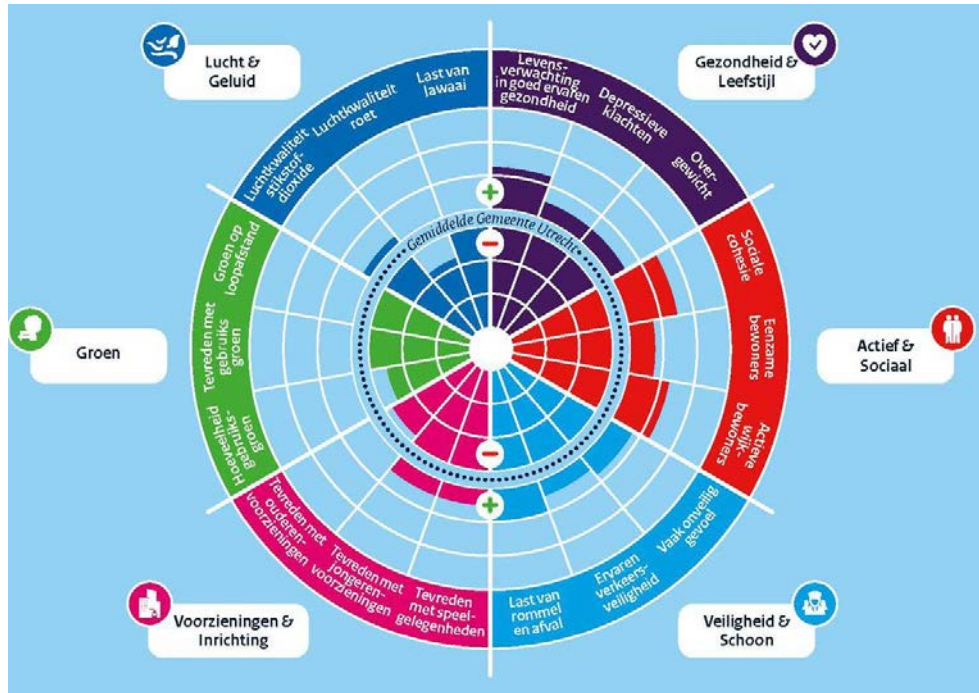 Lucht &
Geluid
Gezondheid &
Leefstijl
Groen
Actief &
Sociaal
Voorzieningen &
Inrichting
Veiligheid &
Schoon
Levens-
verwachting
in goed ervaren
gezondheid
Depressieve
klachten
Over-
gewicht
Sociale
cohesie
Eenzame
bewoners
Actieve
wijk-
bewoners
Vaak onveilig
gevoel
Ervaren
verkeers-
veiligheid
Last van
rommel
en afval
Tevreden
met speel-
gelegenheden
Tevreden met
jongeren-
voorzieningen
Tevreden met
ouderen-
voorzieningen
Hoeveelheid
gebruiks-
groen
Tevreden met
gebruiks
groen
Groen op
loopafstand
Luchtkwaliteit
stikstof-
dioxide
Luchtkwaliteit
roet
Last van
lawaai
+
Gemiddelde Gemeente Utrecht
−
−
+